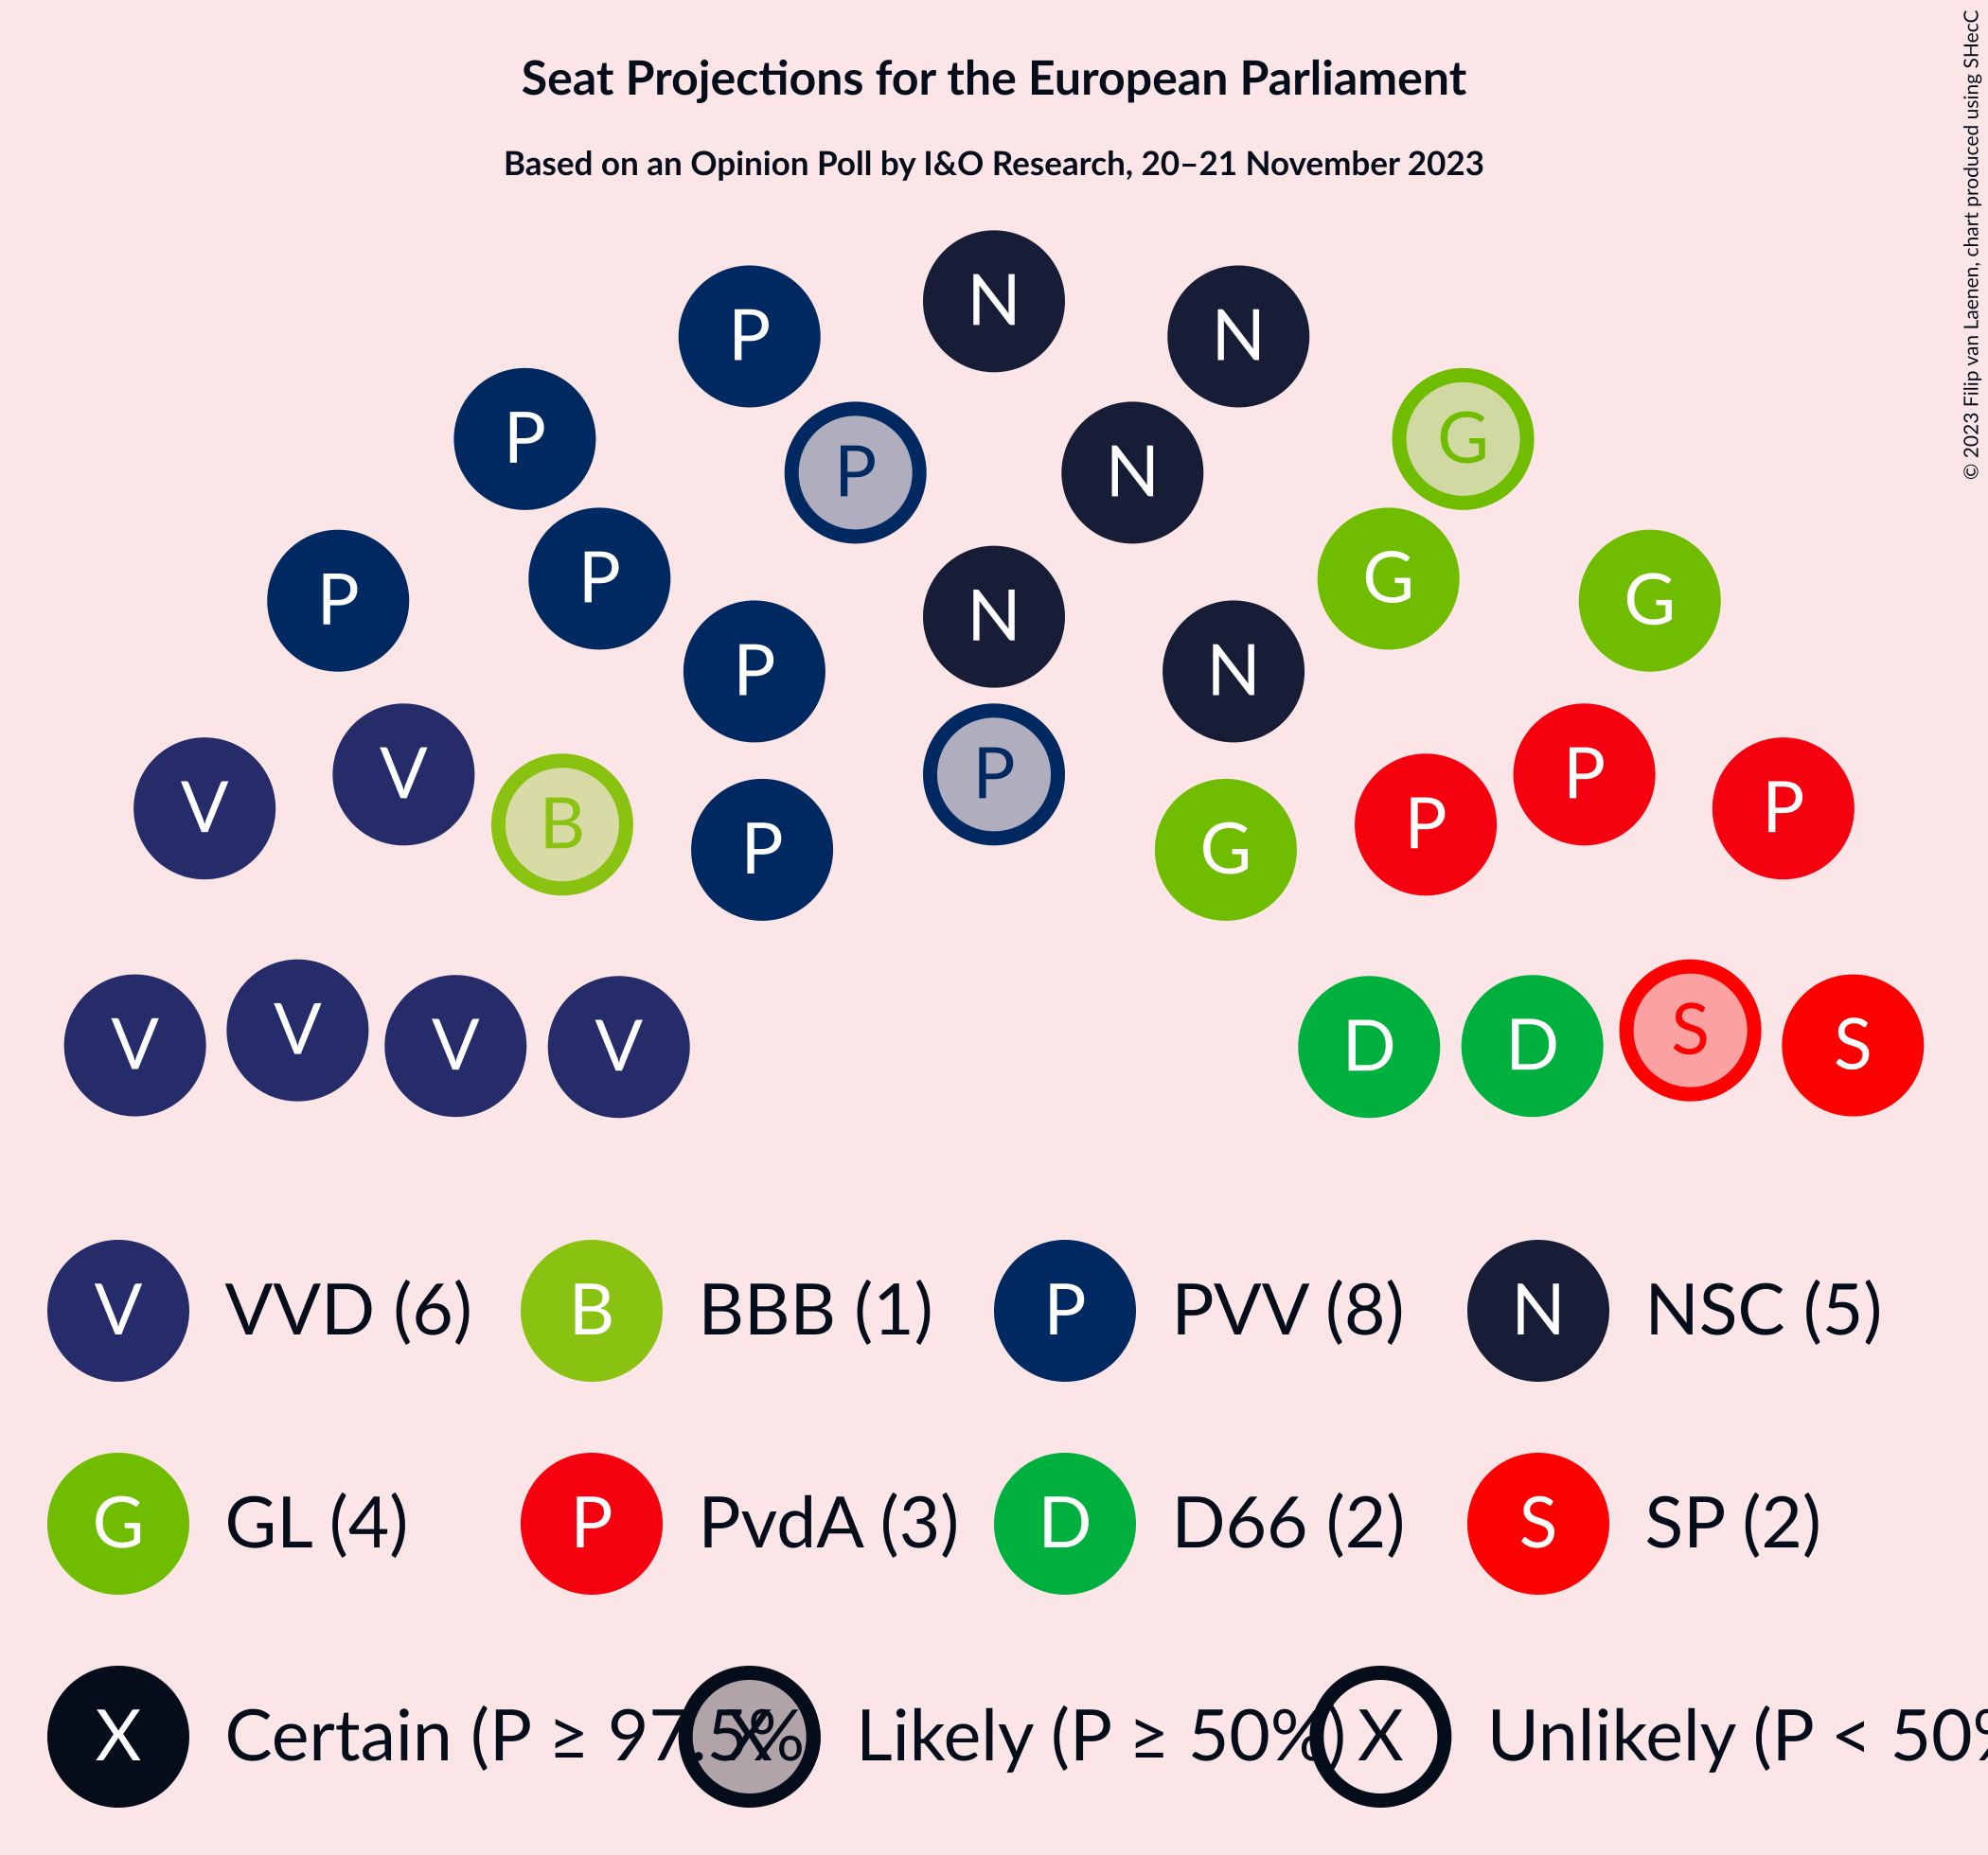 Seat Projections for the European Parliament
Based on an Opinion Poll by I&O Research, 20–21 November 2023
© 2023 Filip van Laenen, chart produced using SHecC
N
P N
P G
P N
P G
P G
N
P N
V P P
V P
B P
P G
V V V V D D S S
V VVD (6) B BBB (1) P PVV (8) N NSC (5)
G GL (4) P PvdA (3) D D66 (2) S SP (2)
X Certain (P ≥ 97.5% X Likely (P ≥ 50%) X Unlikely (P < 50%